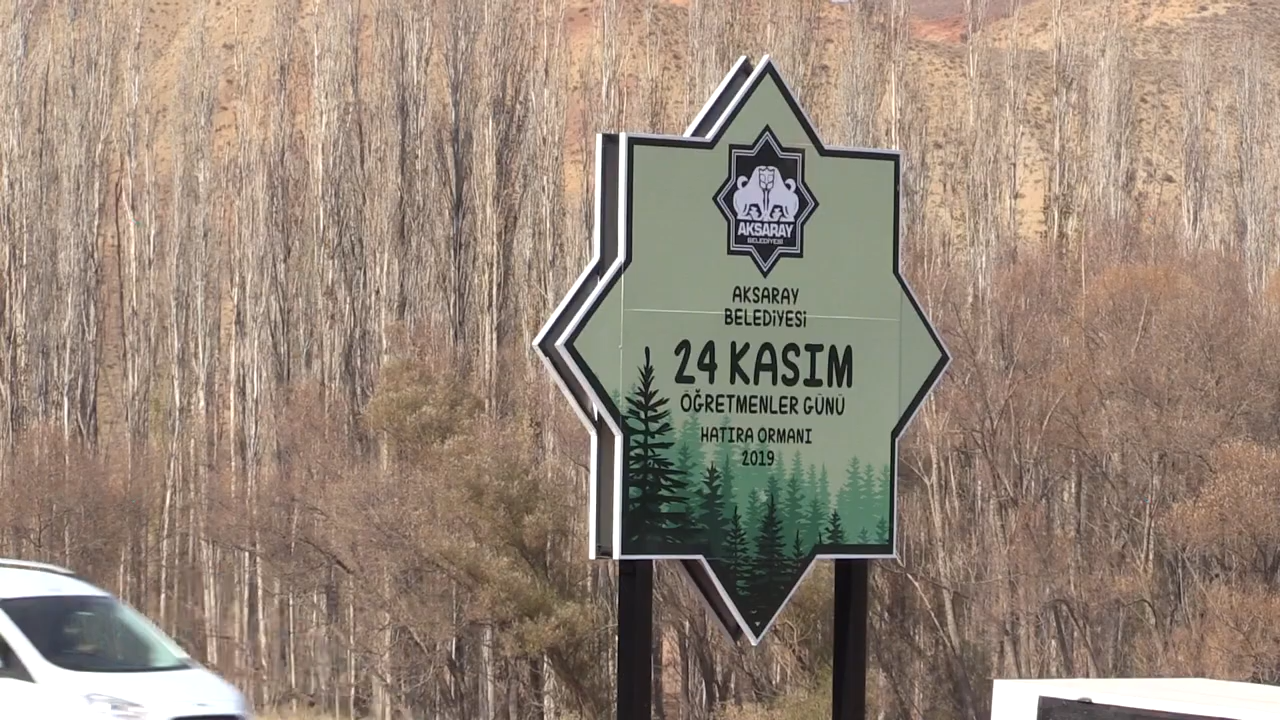 AKSARAY
BELEDİYESİ
AKSARAY
BELEDİYESİ
24 KASIM
ÖĞRETMENLER GÜNÜ
HATIRA ORMANI
2019